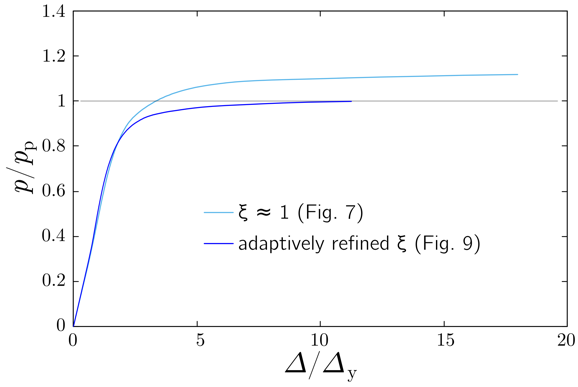 1.4
1.2
1
0.8
0.6
0.4
0.2
0
p/pp
ξ ≈ 1 (Fig. 7)
adaptively refined ξ (Fig. 9)
0 5 10 15 20
Δ/Δy